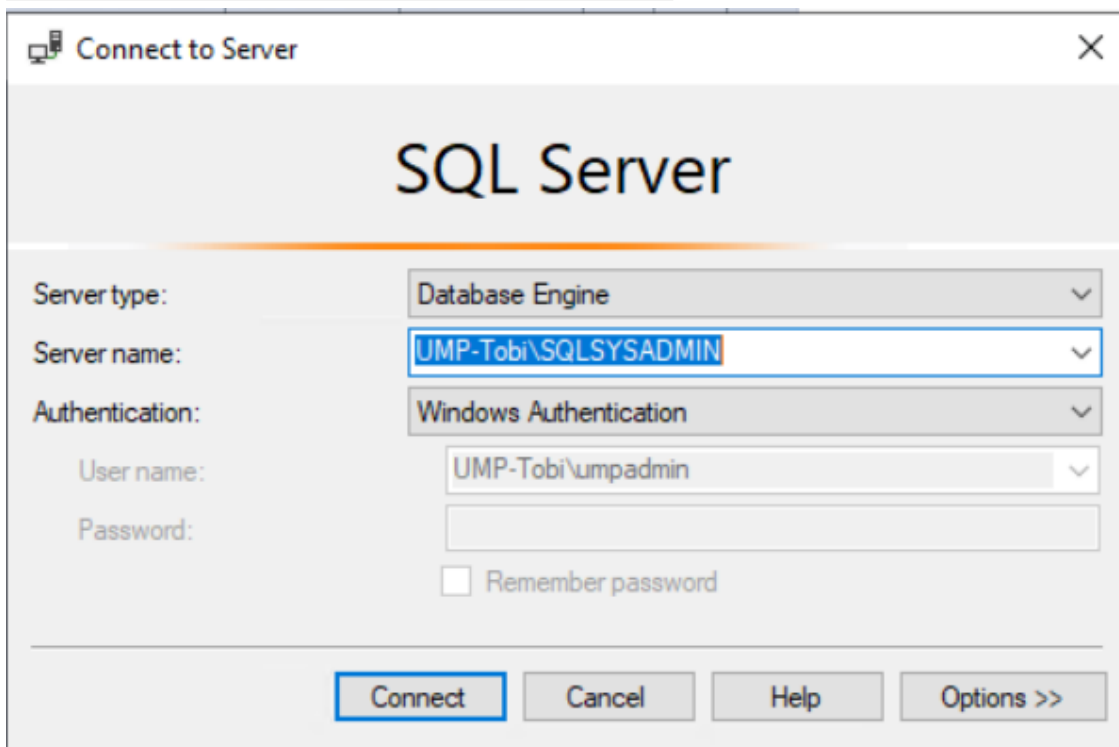 Connect to Server
SQL Server
Server type: Database Engine
Server name: UMP-Tobi\SQLSYSADMIN
Authentication: Windows Authentication
User name: UMP-Tobi\umpadmin
Password:
Remember password
Connect Cancel Help Options >>